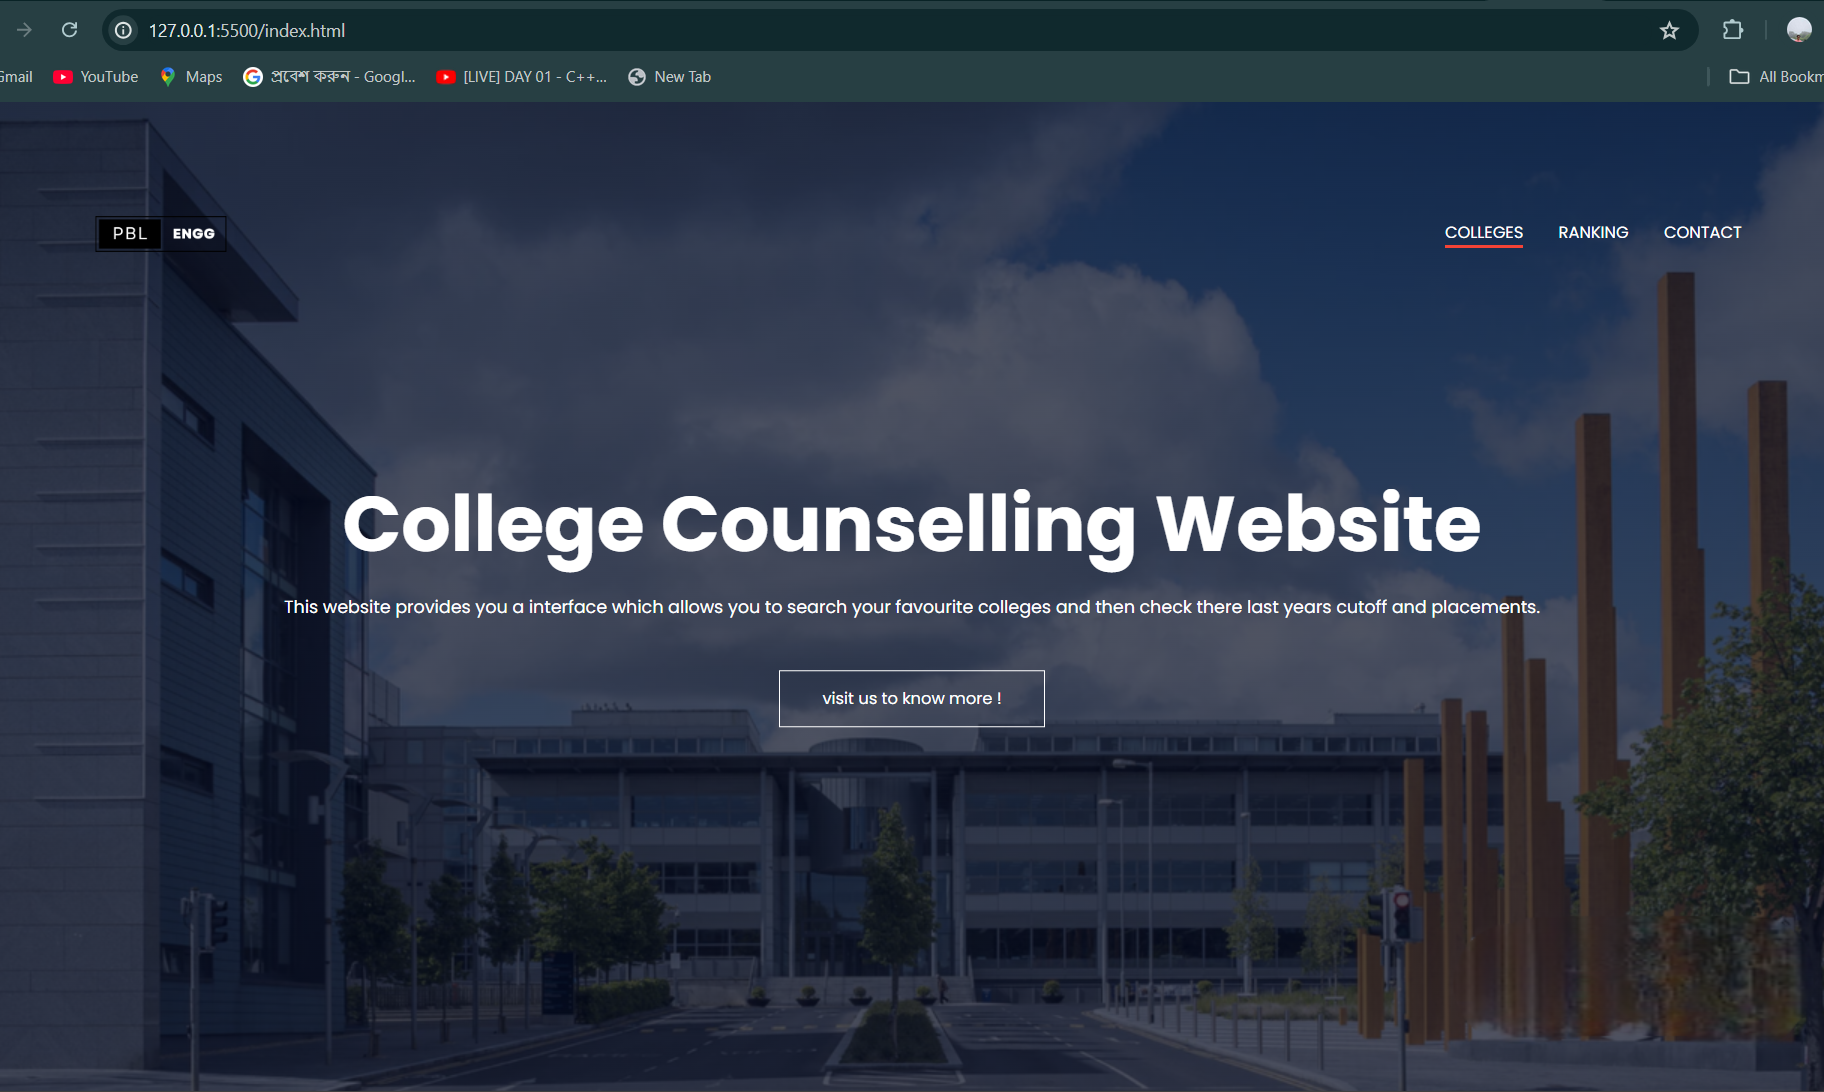 127.0.0.1:5500/index.html
Gmail YouTube Maps প্রবেশ করুন - Googl... [LIVE] DAY 01 - C++... New Tab All Bookm
PBL ENGG COLLEGES RANKING CONTACT
College Counselling Website
This website provides you a interface which allows you to search your favourite colleges and then check there last years cutoff and placements.
visit us to know more !